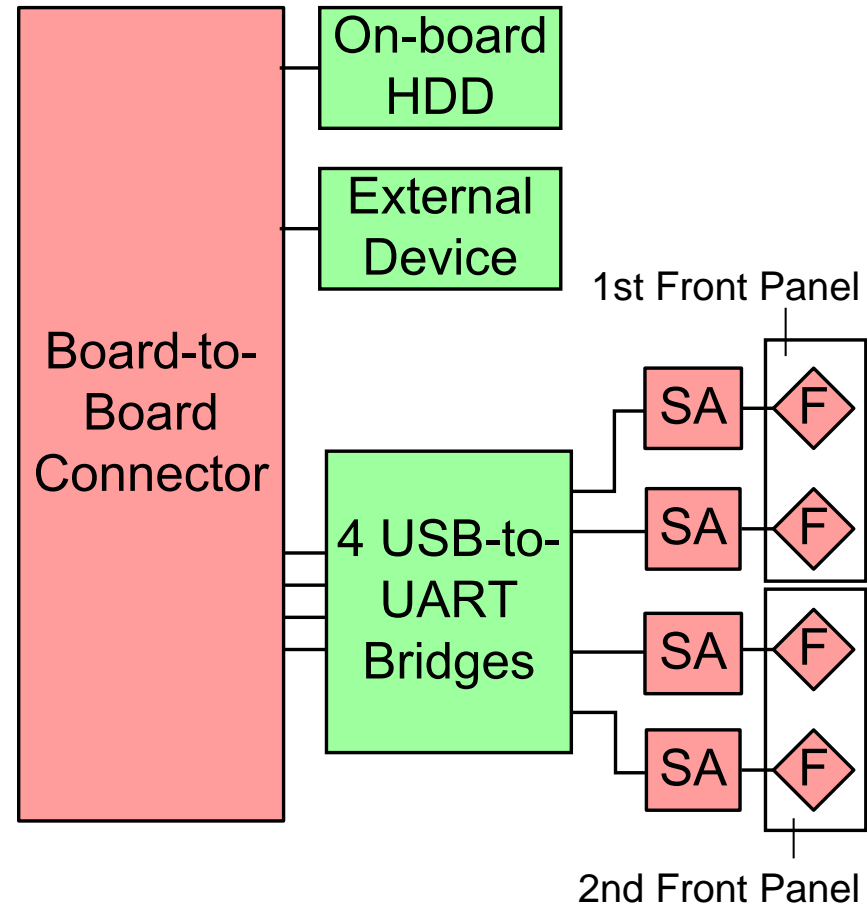 On-board
HDD
External
Device
1st Front Panel
Board-to-
Board
Connector
SA
F
SA
F
4 USB-to-
UART
Bridges
SA
F
SA
F
2nd Front Panel